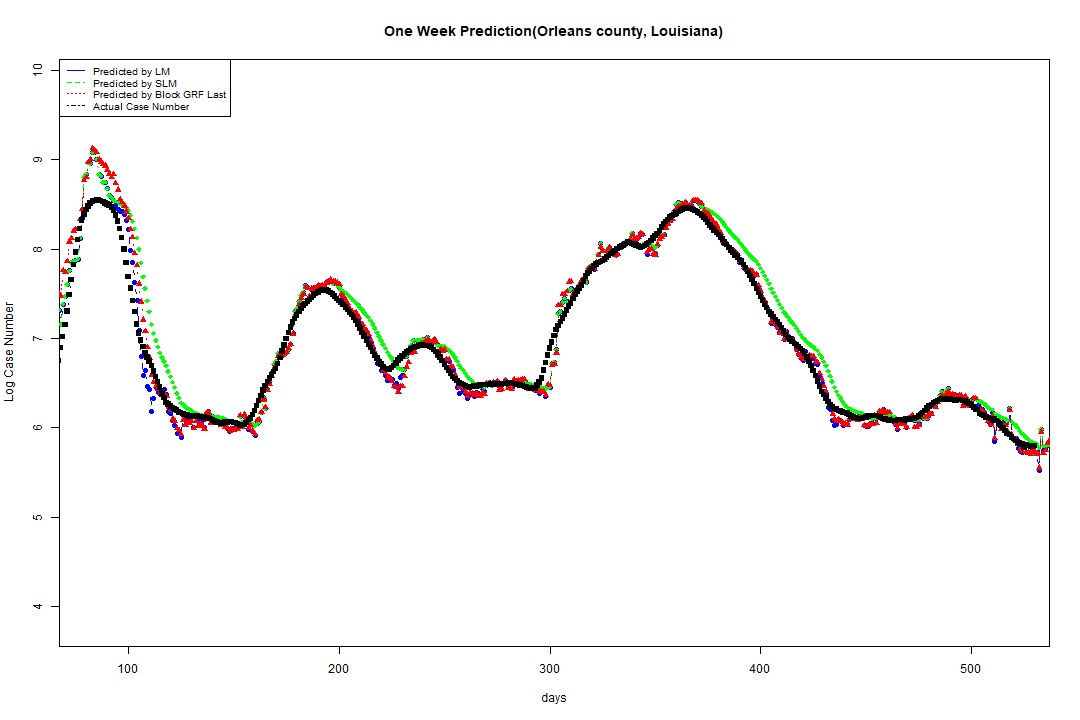 One Week Prediction(Orleans county, Louisiana)
10
Predicted by LM
Predicted by SLM
Predicted by Block GRF Last
Actual Case Number
9
8
7
6
5
4
Log Case Number
100 200 300 400 500
days